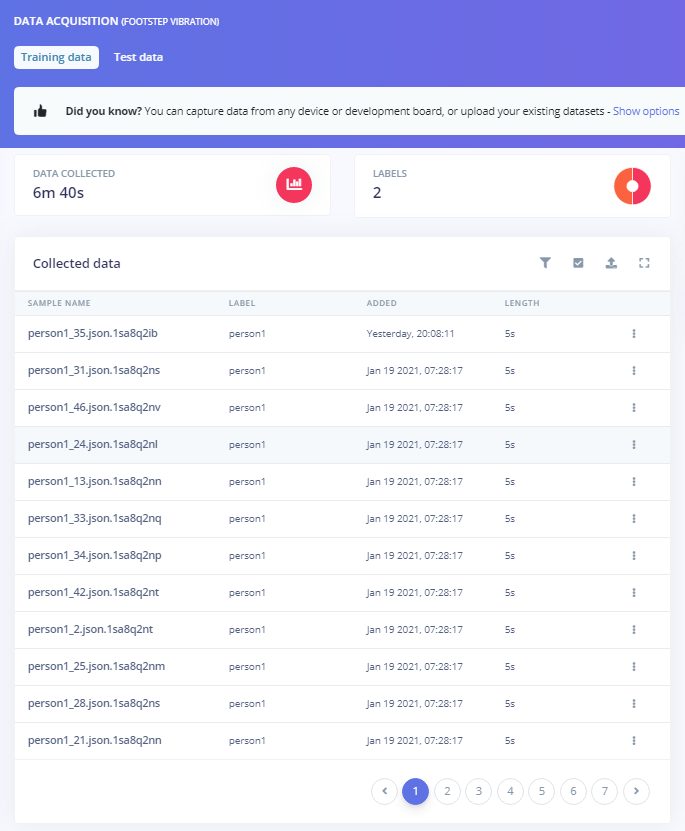 DATA ACQUISITION (FOOTSTEP VIBRATION)
Training data Test data
Did you know? You can capture data from any device or development board, or upload your existing datasets - Show options
DATA COLLECTED
6m 40s
LABELS
2
Collected data
SAMPLE NAME LABEL ADDED LENGTH
person1_35.json.1sa8q2ib person1 Yesterday, 20:08:11 5s
person1_31.json.1sa8q2ns person1 Jan 19 2021, 07:28:17 5s
person1_46.json.1sa8q2nv person1 Jan 19 2021, 07:28:17 5s
person1_24.json.1sa8q2nl person1 Jan 19 2021, 07:28:17 5s
person1_13.json.1sa8q2nn person1 Jan 19 2021, 07:28:17 5s
person1_33.json.1sa8q2nq person1 Jan 19 2021, 07:28:17 5s
person1_34.json.1sa8q2np person1 Jan 19 2021, 07:28:17 5s
person1_42.json.1sa8q2nt person1 Jan 19 2021, 07:28:17 5s
person1_2.json.1sa8q2nt person1 Jan 19 2021, 07:28:17 5s
person1_25.json.1sa8q2nm person1 Jan 19 2021, 07:28:17 5s
person1_28.json.1sa8q2ns person1 Jan 19 2021, 07:28:17 5s
person1_21.json.1sa8q2nn person1 Jan 19 2021, 07:28:17 5s
1 2 3 4 5 6 7